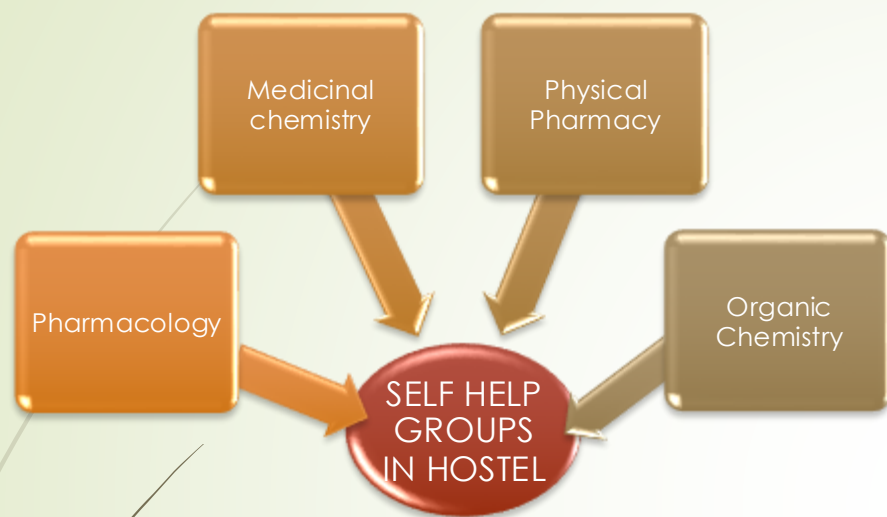 Medicinal
chemistry
Physical
Pharmacy
Pharmacology
Organic
Chemistry
SELF HELP
GROUPS
IN HOSTEL